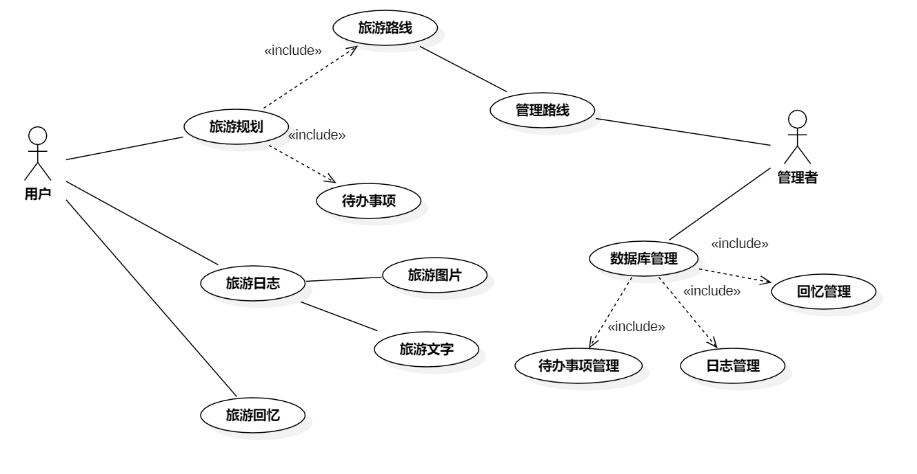 旅游路线
«include»
管理路线
旅游规划
«include»
用户
管理者
待办事项
«include»
数据库管理
旅游图片
旅游日志
«include»
回忆管理
«include»
旅游文字
待办事项管理
日志管理
旅游回忆